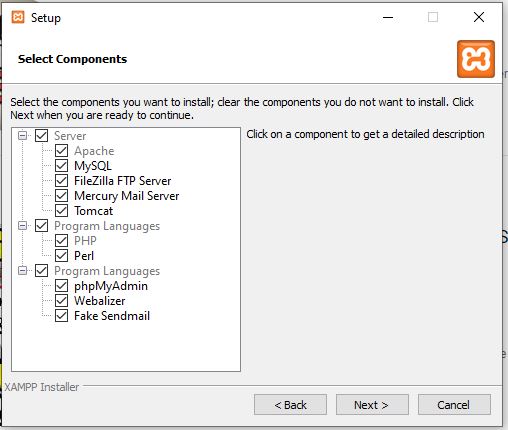 Setup
Select Components
Select the components you want to install; clear the components you do not want to install. Click
Next when you are ready to continue.
Server
Apache
MySQL
FileZilla FTP Server
Mercury Mail Server
Tomcat
Program Languages
PHP
Perl
Program Languages
phpMyAdmin
Webalizer
Fake Sendmail
Click on a component to get a detailed description
XAMPP Installer
< Back
Next >
Cancel